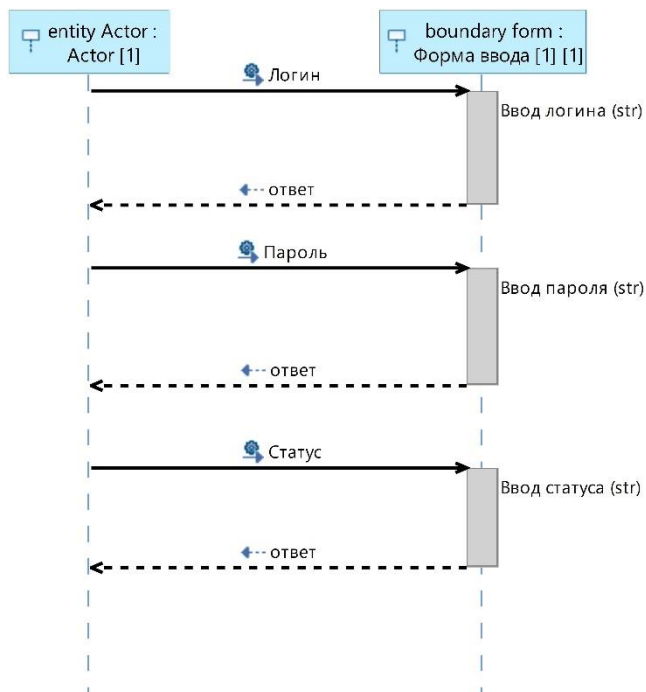 entity Actor :
Actor [1]
boundary form :
Форма ввода [1] [1]
Логин
Ввод логина (str)
ответ
Пароль
Ввод пароля (str)
ответ
Статус
Ввод статуса (str)
ответ